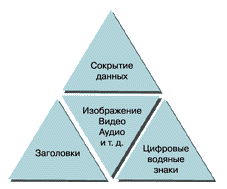 Сокрытие
данных
Изображение
Видео
Аудио
и т. д.
Заголовки
Цифровые
водяные
знаки